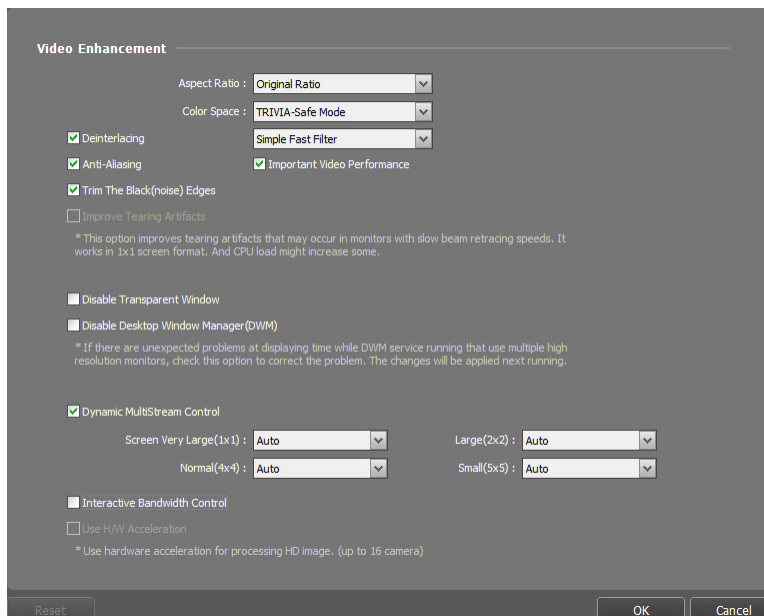 Video Enhancement
Aspect Ratio : Original Ratio
Color Space : TRIVIA-Safe Mode
Deinterlacing Simple Fast Filter
Anti-Aliasing Important Video Performance
Trim The Black(noise) Edges
Improve Tearing Artifacts
* This option improves tearing artifacts that may occur in monitors with slow beam retracing speeds. It
works in 1x1 screen format. And CPU load might increase some.
Disable Transparent Window
Disable Desktop Window Manager(DWM)
* If there are unexpected problems at displaying time while DWM service running that use multiple high
resolution monitors, check this option to correct the problem. The changes will be applied next running.
Dynamic MultiStream Control
Screen Very Large(1x1) : Auto Large(2x2) : Auto
Normal(4x4) : Auto Small(5x5) : Auto
Interactive Bandwidth Control
Use H/W Acceleration
* Use hardware acceleration for processing HD image. (up to 16 camera)
Reset OK Cancel